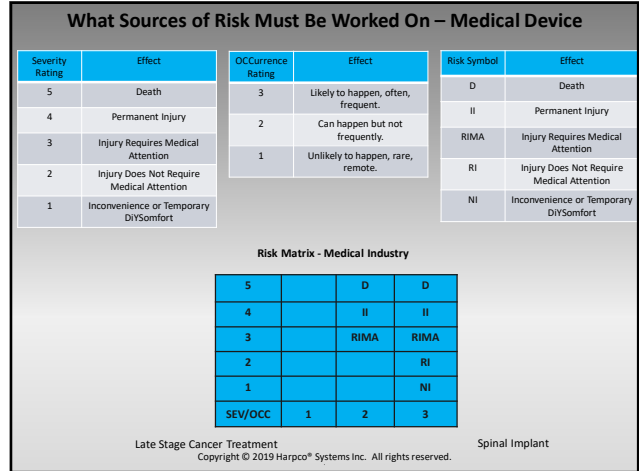 What Sources of Risk Must Be Worked On – Medical Device
Severity Rating Effect
5 Death
4 Permanent Injury
3 Injury Requires Medical Attention
2 Injury Does Not Require Medical Attention
1 Inconvenience or Temporary DiYSomfort
OCCurrence Rating Effect
3 Likely to happen, often, frequent.
2 Can happen but not frequently.
1 Unlikely to happen, rare, remote.
Risk Symbol Effect
D Death
II Permanent Injury
RIMA Injury Requires Medical Attention
RI Injury Does Not Require Medical Attention
NI Inconvenience or Temporary DiYSomfort
Risk Matrix - Medical Industry
5 D D
4 II II
3 RIMA RIMA
2 RI
1 NI
SEV/OCC 1 2 3
Late Stage Cancer Treatment Spinal Implant
Copyright © 2019 Harpco® Systems Inc. All rights reserved.